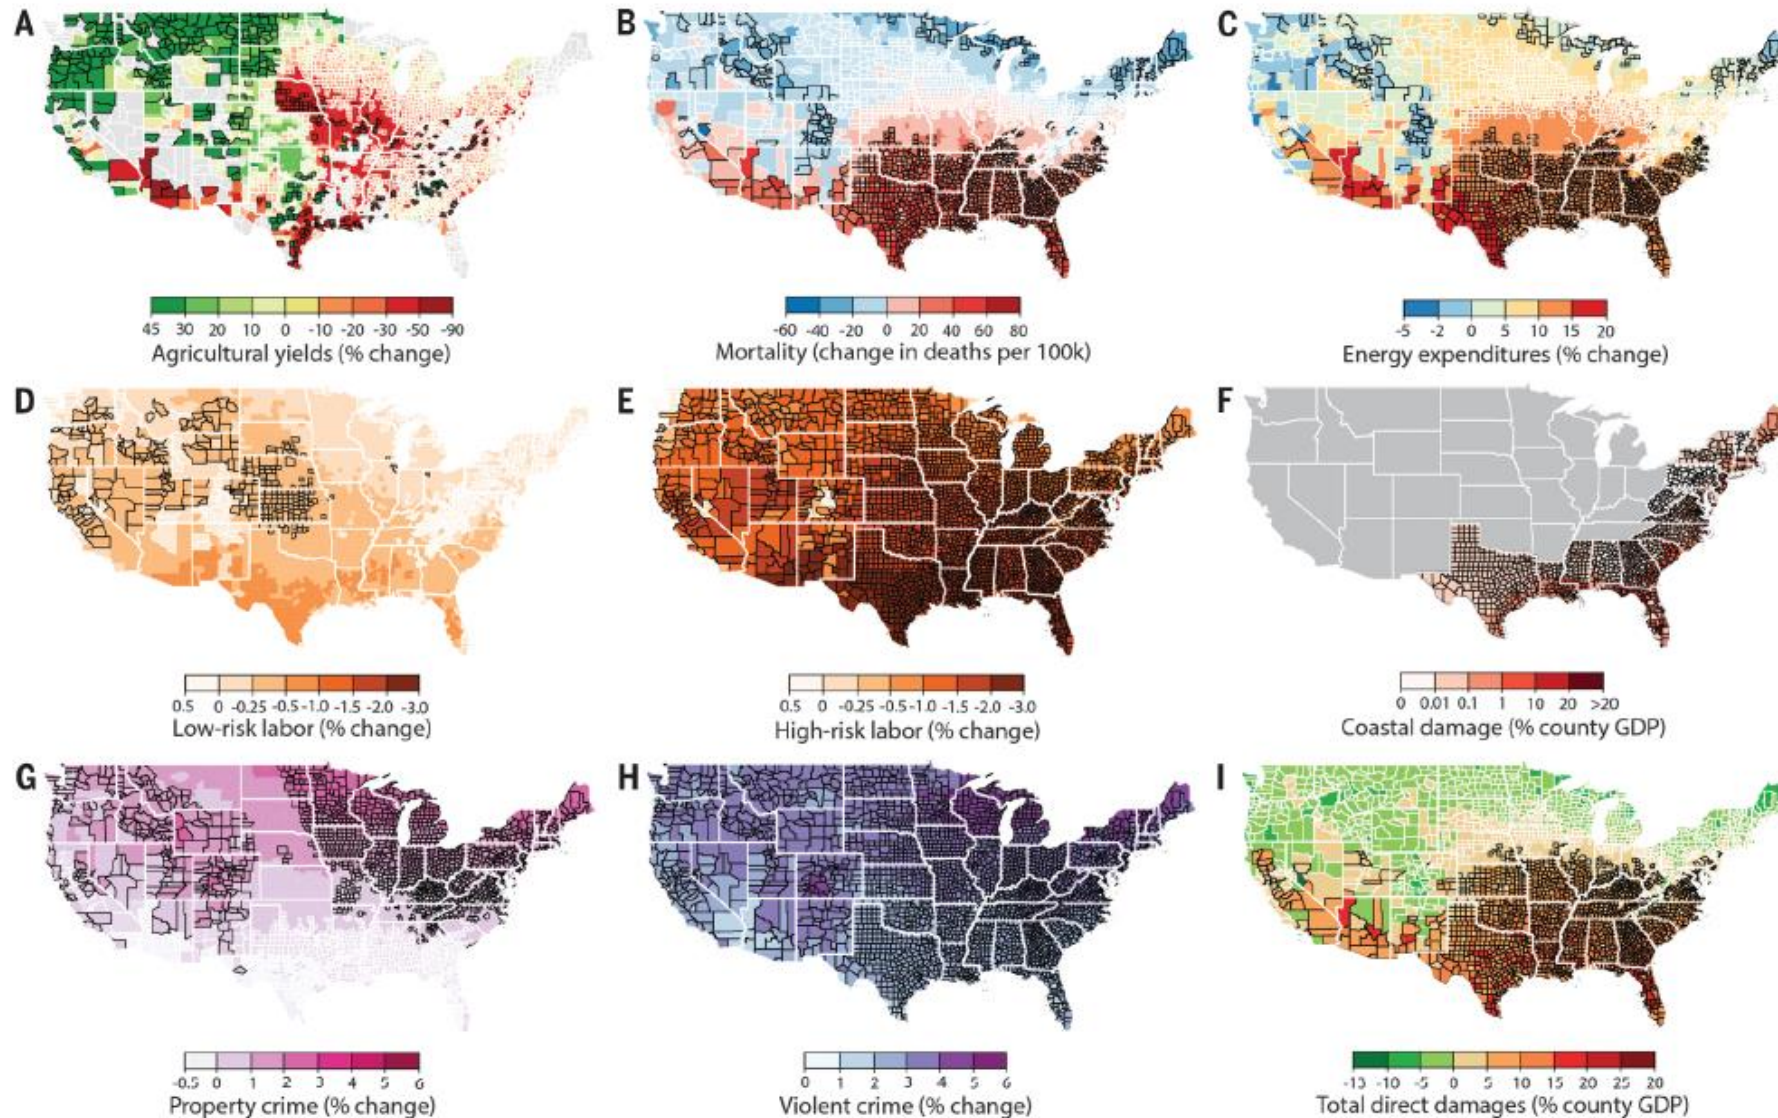 A
B
C
45 30 20 10 0 -10 -20 -30 -50 -90
Agricultural yields (% change)
-60 -40 -20 0 20 40 60 80
Mortality (change in deaths per 100k)
-5 -2 0 5 10 15 20
Energy expenditures (% change)
D
E
F
0.5 0 -0.25 -0.5 -1.0 -1.5 -2.0 -3.0
Low-risk labor (% change)
0.5 0 -0.25 -0.5 -1.0 -1.5 -2.0 -3.0
High-risk labor (% change)
0 0.01 0.1 1 10 20 >20
Coastal damage (% county GDP)
G
H
I
-0.5 0 1 2 3 4 5 6
Property crime (% change)
0 1 2 3 4 5 6
Violent crime (% change)
-15 -10 -5 0 5 10 15 20 25 20
Total direct damages (% county GDP)